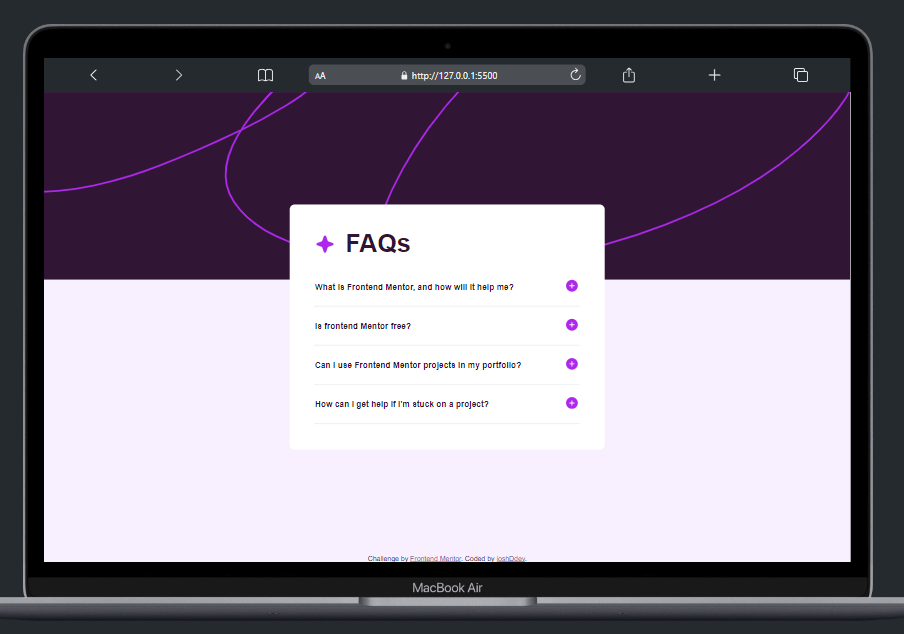 AA http://127.0.0.1:5500
FAQs
What is Frontend Mentor, and how will it help me?
Is frontend Mentor free?
Can I use Frontend Mentor projects in my portfolio?
How can I get help if I'm stuck on a project?
Challenge by Frontend Mentor. Coded by joshDdev.
MacBook Air